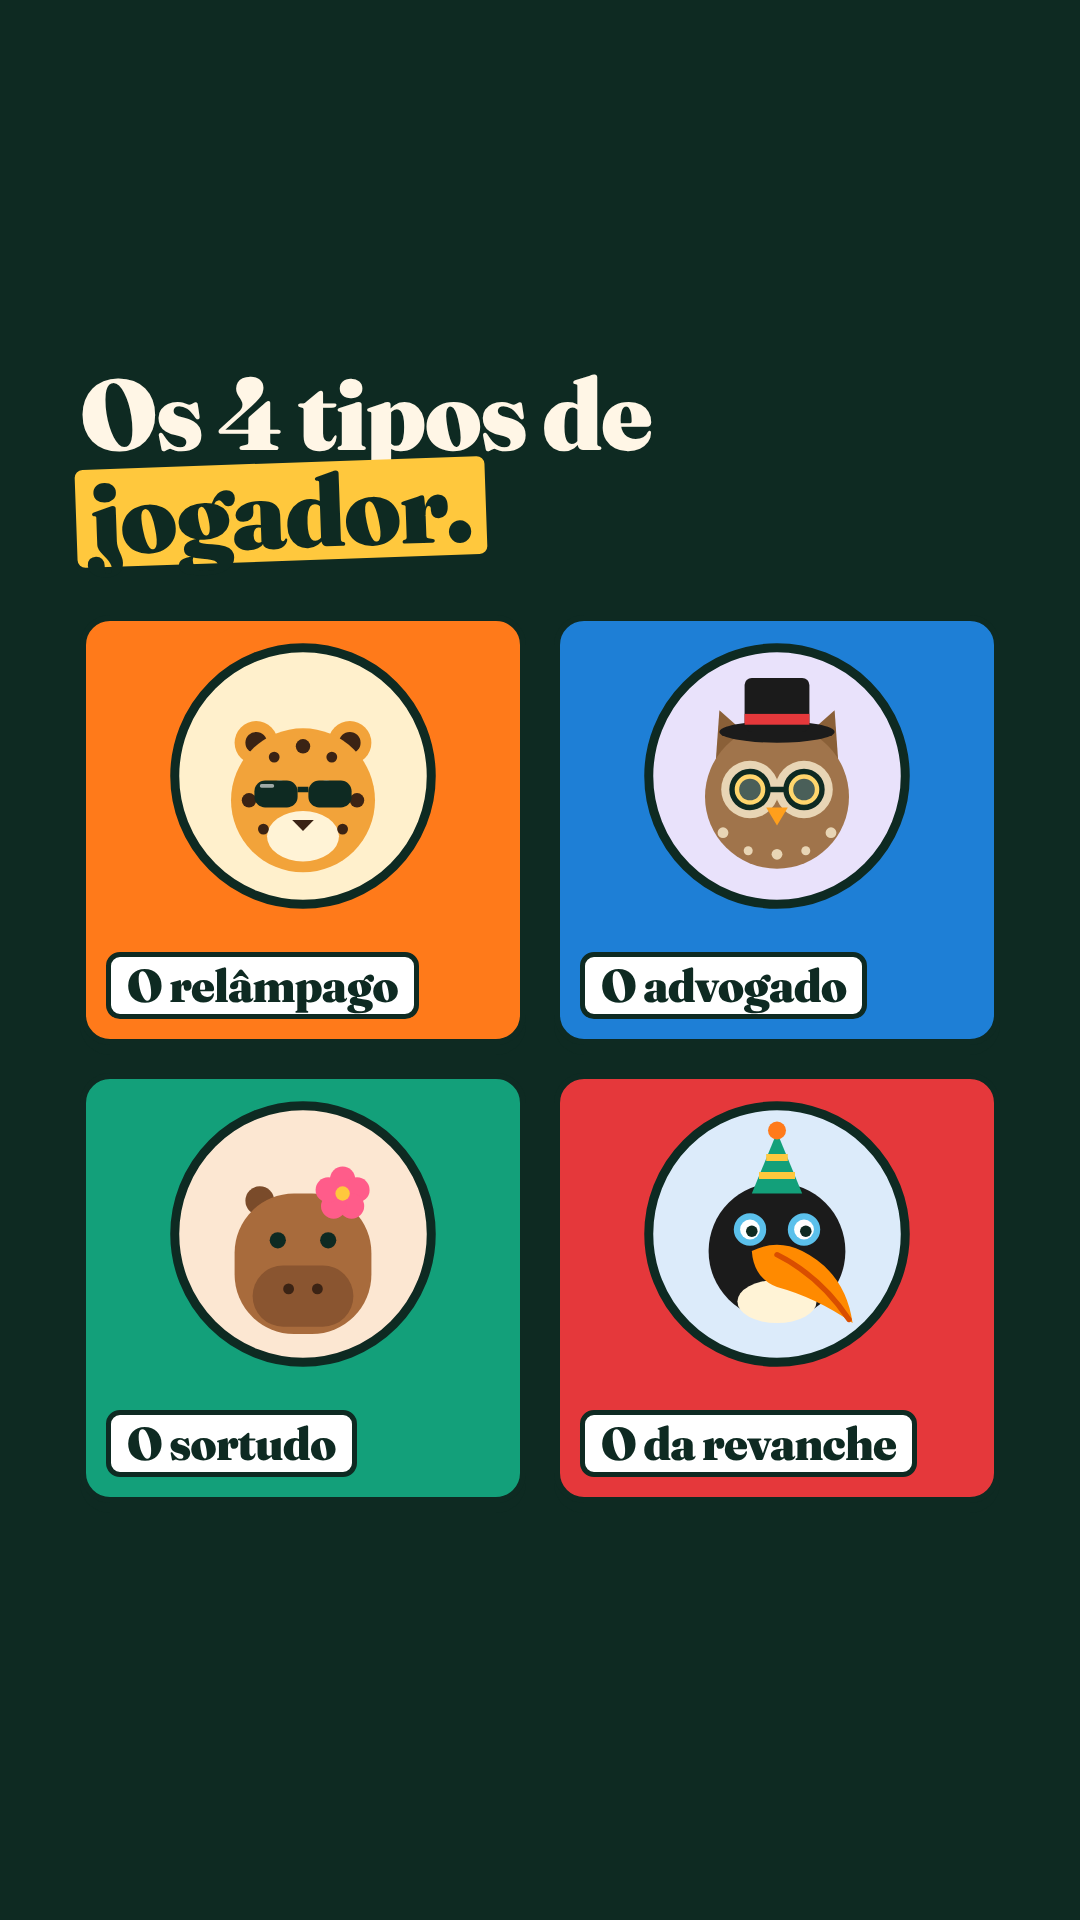 Os 4 tipos de
jogador.
O relâmpago
O advogado
O sortudo
O da revanche